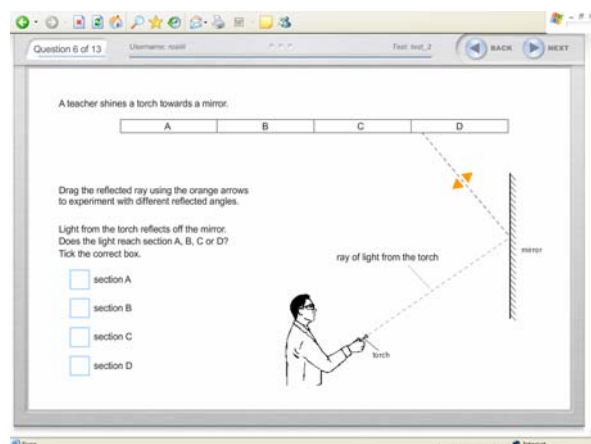 Question 6 of 13
Username:
Test: test_2
BACK
NEXT
A teacher shines a torch towards a mirror.
A B C D
Drag the reflected ray using the orange arrows
to experiment with different reflected angles.
Light from the torch reflects off the mirror.
Does the light reach section A, B, C or D?
Tick the correct box.
mirror
ray of light from the torch
section A
section B
section C
section D
torch
Internet